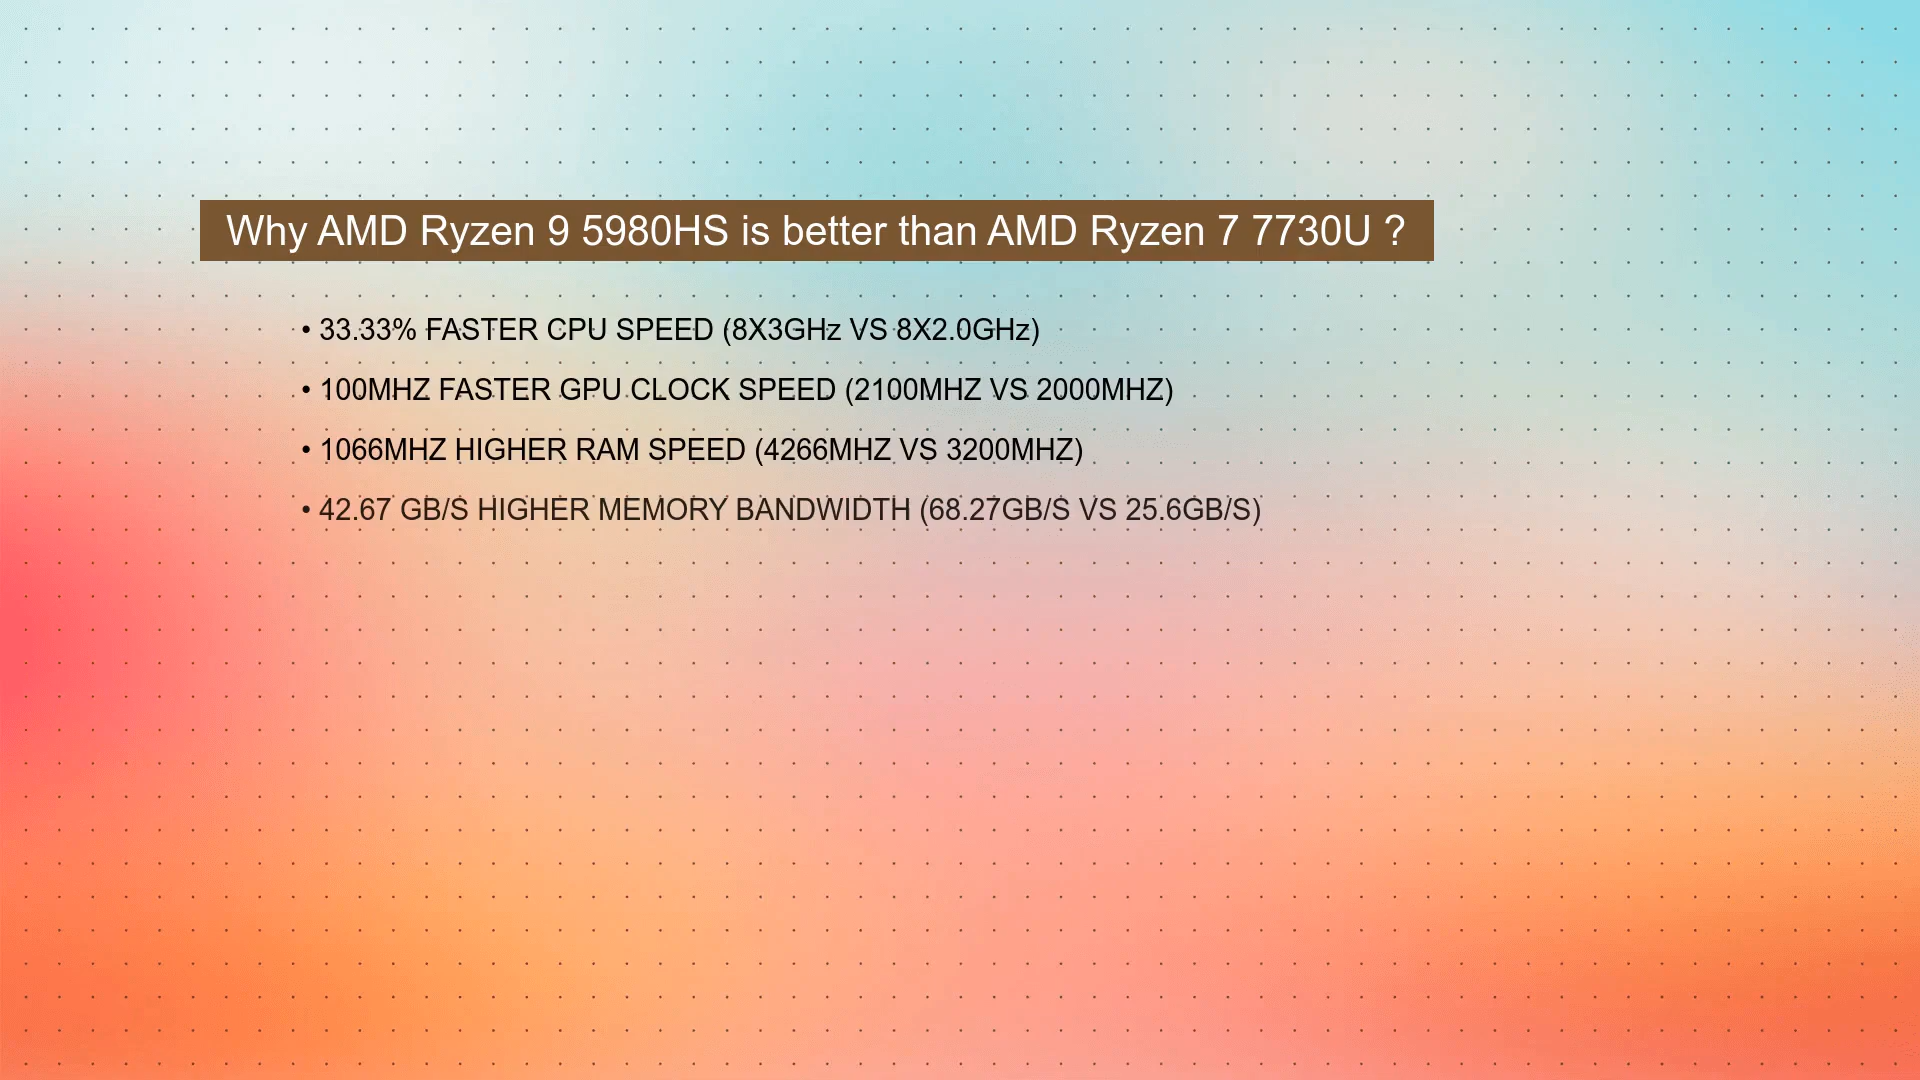 Why AMD Ryzen 9 5980HS is better than AMD Ryzen 7 7730U ?
• 33.33% FASTER CPU SPEED (8X3GHz VS 8X2.0GHz)
• 100MHZ FASTER GPU CLOCK SPEED (2100MHZ VS 2000MHZ)
• 1066MHZ HIGHER RAM SPEED (4266MHZ VS 3200MHZ)
• 42.67 GB/S HIGHER MEMORY BANDWIDTH (68.27GB/S VS 25.6GB/S)